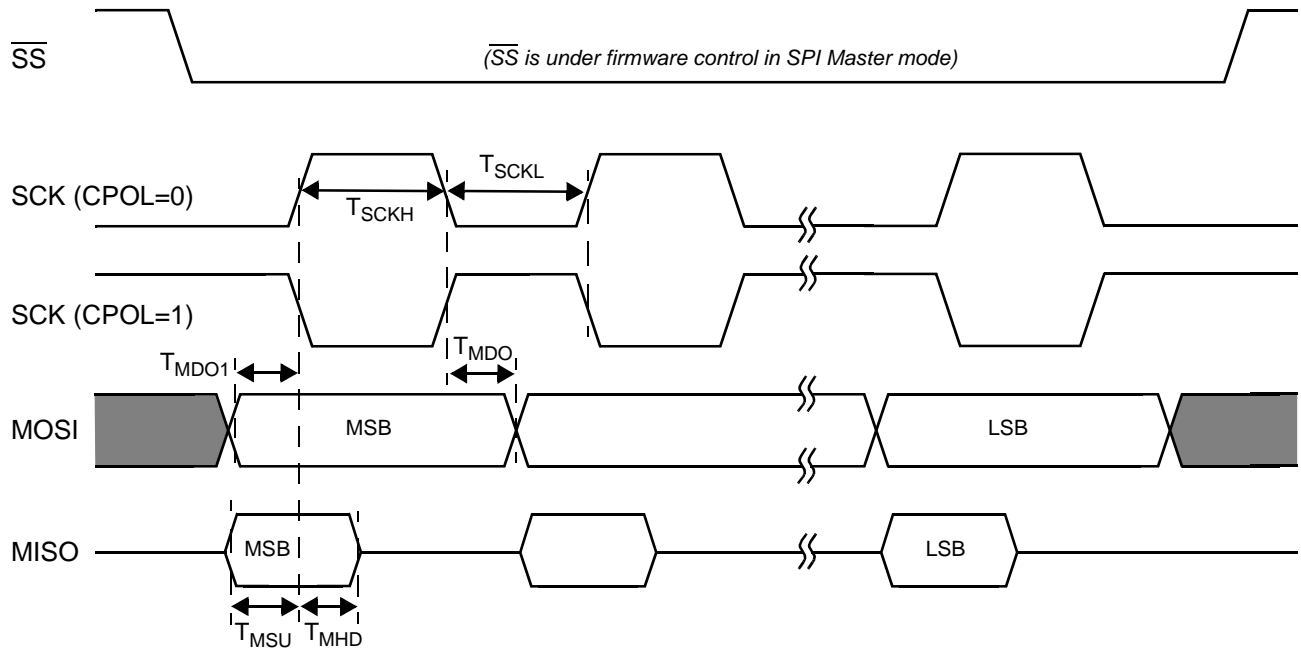 SS
(SS is under firmware control in SPI Master mode)
TSCKL
SCK (CPOL=0)
TSCKH
SCK (CPOL=1)
TMDO1
TMDO
MOSI
MSB
LSB
MISO
MSB
LSB
TMSU
TMHD